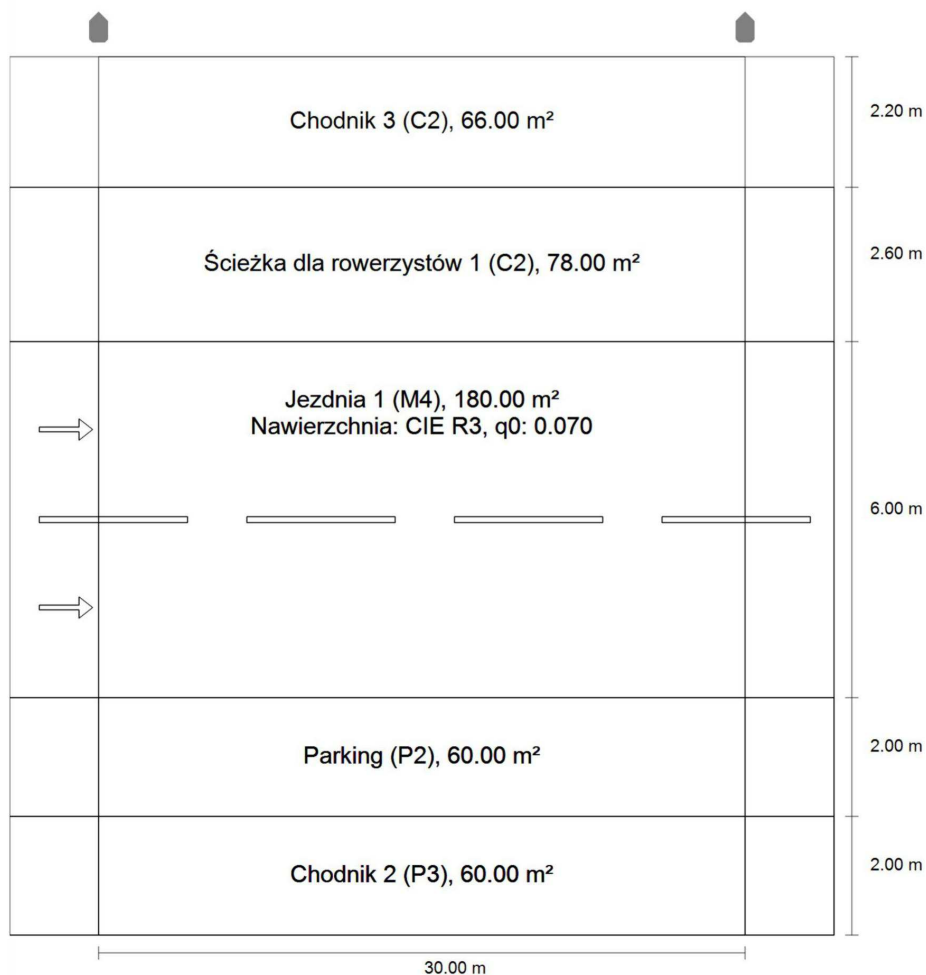 Chodnik 3 (C2), 66.00 m²
2.20 m
Ścieżka dla rowerzystów 1 (C2), 78.00 m²
2.60 m
Jezdnia 1 (M4), 180.00 m²
Nawierzchnia: CIE R3, q0: 0.070
6.00 m
Parking (P2), 60.00 m²
2.00 m
Chodnik 2 (P3), 60.00 m²
2.00 m
30.00 m